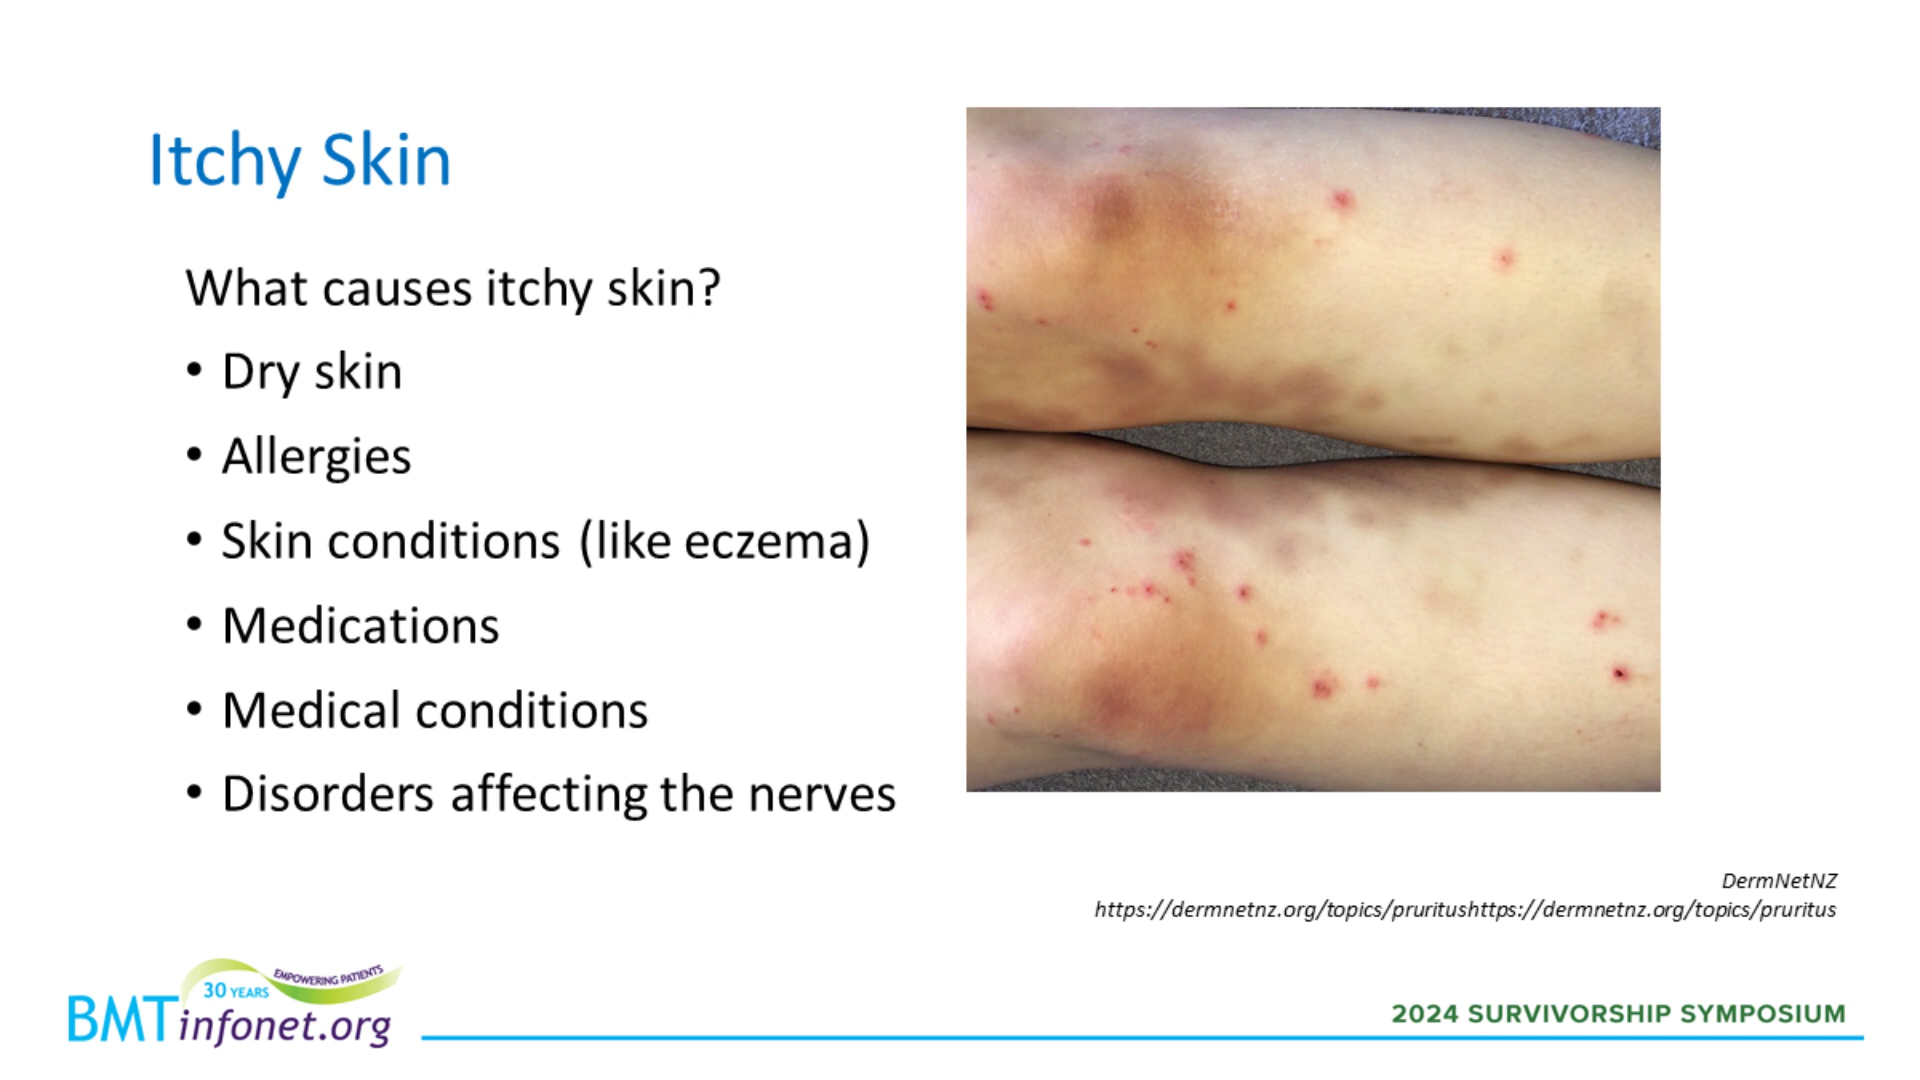 Itchy Skin
What causes itchy skin?
• Dry skin
• Allergies
• Skin conditions (like eczema)
• Medications
• Medical conditions
• Disorders affecting the nerves
DermNetNZ
https://dermnetnz.org/topics/pruritushttps://dermnetnz.org/topics/pruritus
30 YEARS
EMPOWERING PATIENTS
BMTinfonet.org
2024 SURVIVORSHIP SYMPOSIUM